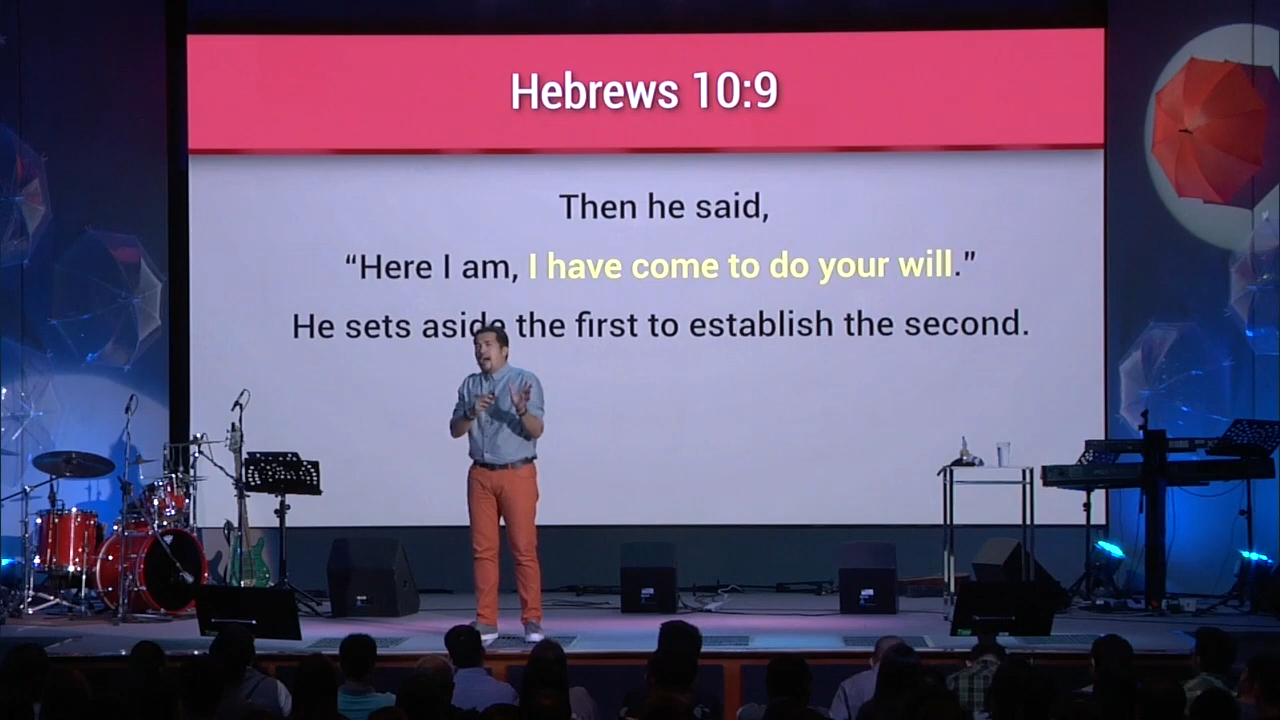 Hebrews 10:9
Then he said,
“Here I am, I have come to do your will.”
He sets aside the first to establish the second.